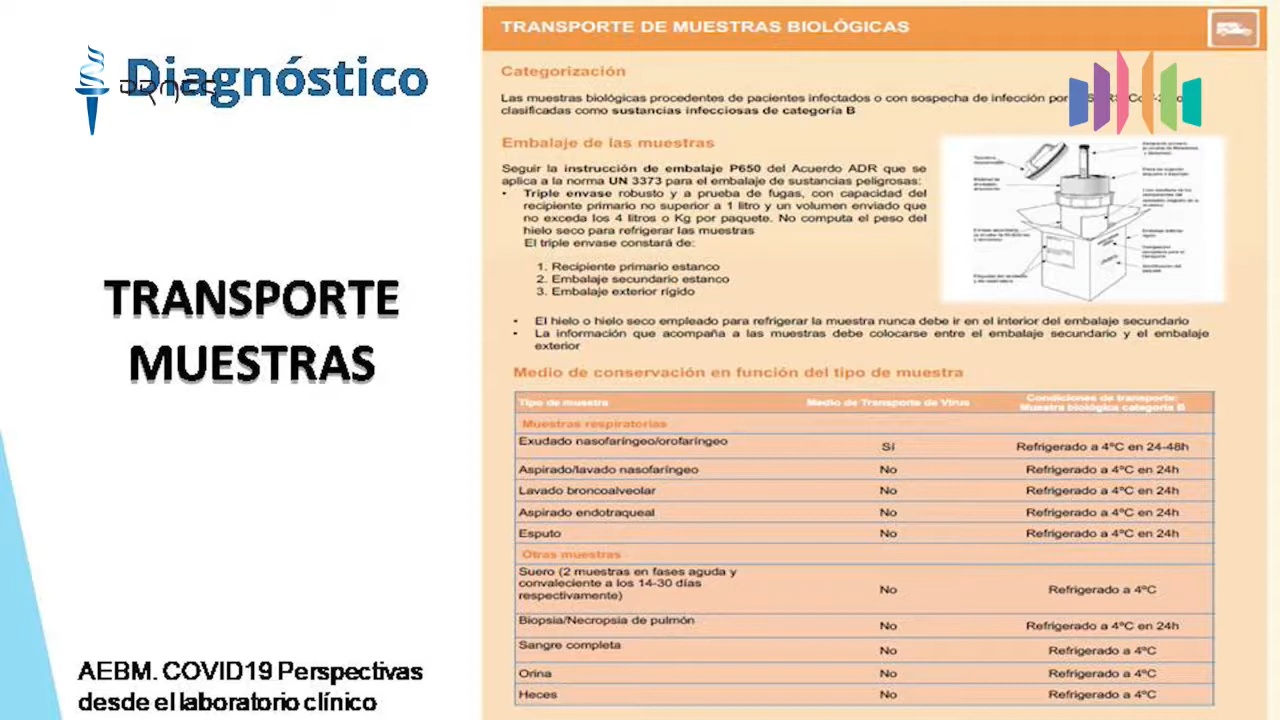 Diagnóstico
TRANSPORTE
MUESTRAS
AEBM. COVID19 Perspectivas
desde el laboratorio clínico
TRANSPORTE DE MUESTRAS BIOLÓGICAS
Categorización
Las muestras biológicas procedentes de pacientes infectados o con sospecha de infección por
clasificadas como sustancias infecciosas de categoría B
Embalaje de las muestras
Seguir la instrucción de embalaje P650 del Acuerdo ADR que se
aplica a la norma UN 3373 para el embalaje de sustancias peligrosas:
• Triple envase robusto y a prueba de fugas, con capacidad del
recipiente primario no superior a 1 litro y un volumen enviado que
no exceda los 4 litros o Kg por paquete. No computa el peso del
hielo seco para refrigerar las muestras
El triple envase constará de:
1. Recipiente primario estanco
2. Embalaje secundario estanco
3. Embalaje exterior rígido
• El hielo o hielo seco empleado para refrigerar la muestra nunca debe ir en el interior del embalaje secundario
• La información que acompaña a las muestras debe colocarse entre el embalaje secundario y el embalaje
exterior
Medio de conservación en función del tipo de muestra
Tipo de muestra Medio de Transporte de Virus Condiciones de transporte:
Muestra biológica categoría B
Muestras respiratorias
Exudado nasofaríngeo/orofaríngeo Sí Refrigerado a 4ºC en 24-48h
Aspirado/lavado nasofaríngeo No Refrigerado a 4ºC en 24h
Lavado broncoalveolar No Refrigerado a 4ºC en 24h
Aspirado endotraqueal No Refrigerado a 4ºC en 24h
Esputo No Refrigerado a 4ºC en 24h
Otras muestras
Suero (2 muestras en fases aguda y
convaleciente a los 14-30 días
respectivamente) No Refrigerado a 4ºC
Biopsia/Necropsia de pulmón No Refrigerado a 4ºC en 24h
Sangre completa No Refrigerado a 4ºC
Orina No Refrigerado a 4ºC
Heces No Refrigerado a 4ºC